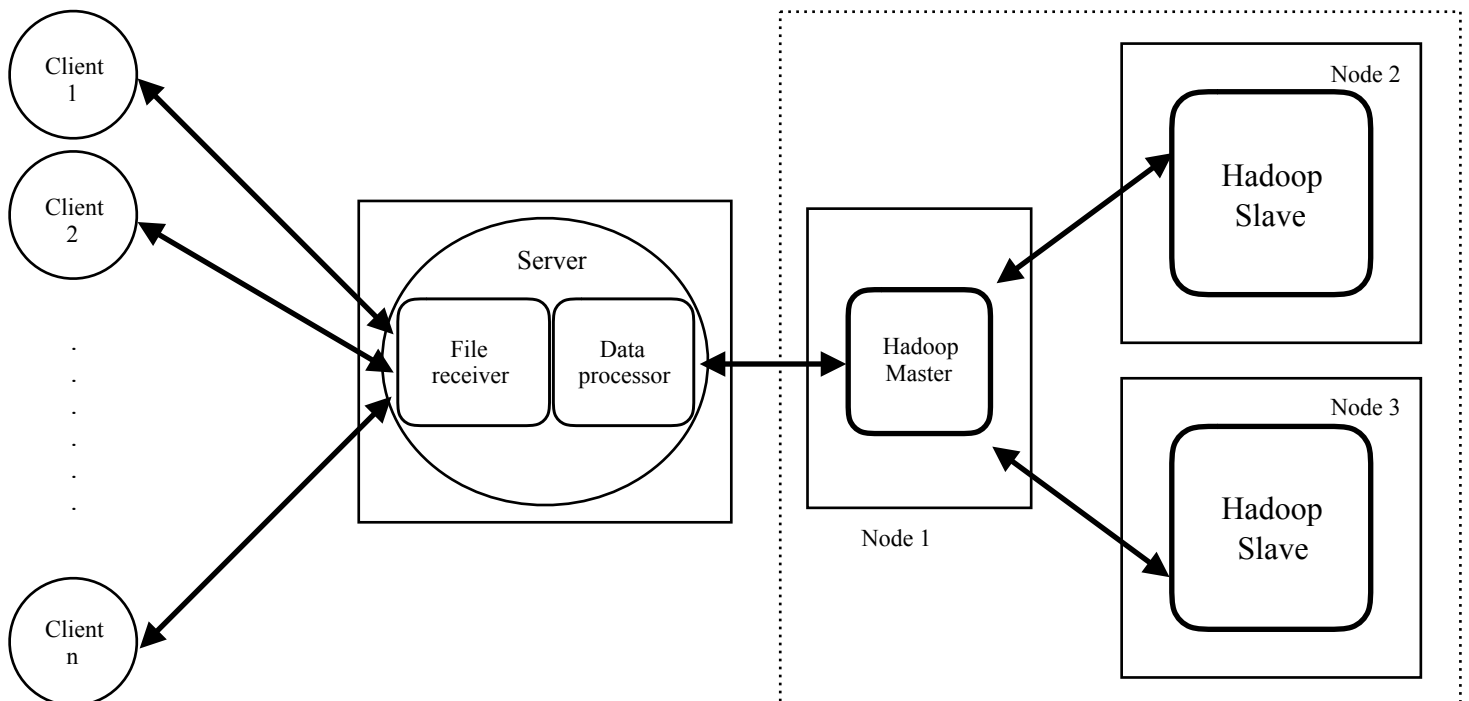 Client
1
Client
2
Client
n
Server
File
receiver
Data
processor
Hadoop
Master
Node 1
Node 2
Hadoop
Slave
Node 3
Hadoop
Slave